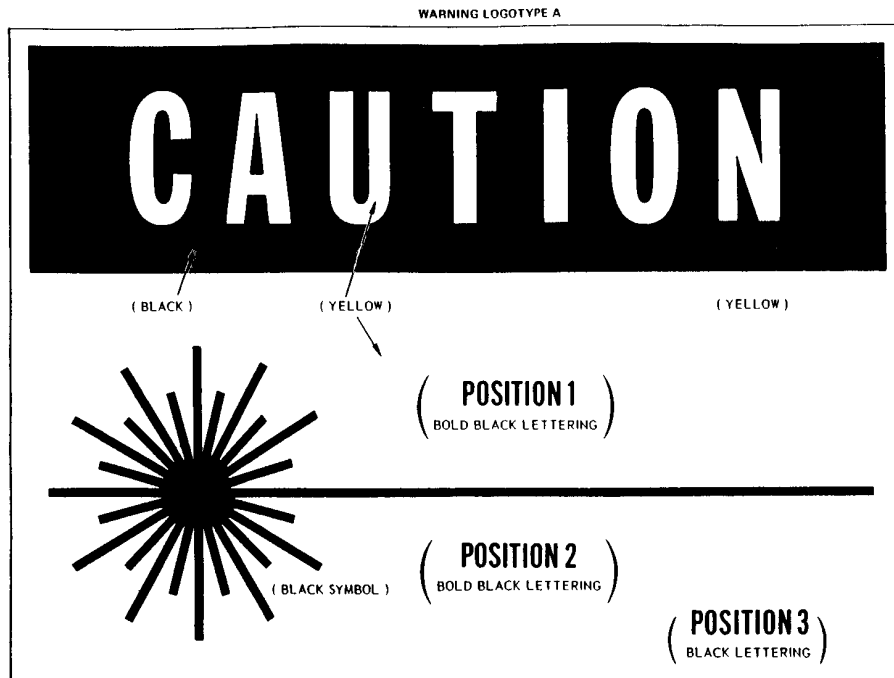 WARNING LOGOTYPE A
CAUTION
( BLACK )
( YELLOW )
( YELLOW )
( POSITION 1
BOLD BLACK LETTERING )
( BLACK SYMBOL )
( POSITION 2
BOLD BLACK LETTERING )
( POSITION 3
BLACK LETTERING )